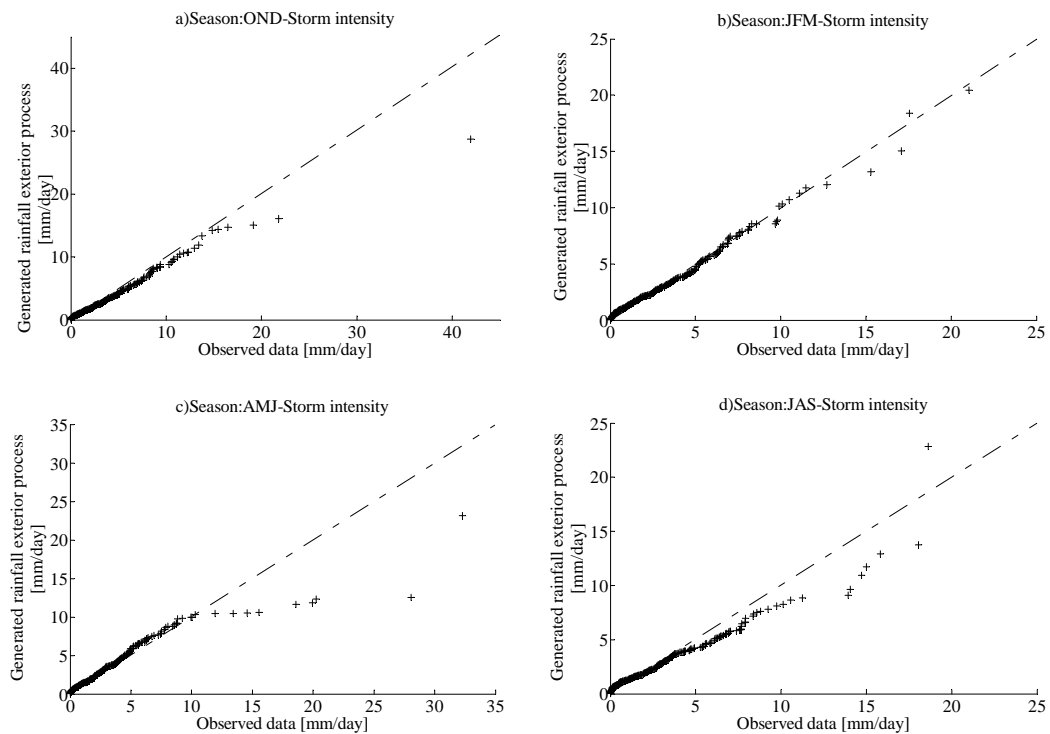 a)Season:OND-Storm intensity
Generated rainfall exterior process
[mm/day]
40
30
20
10
0
0 10 20 30 40
Observed data [mm/day]
b)Season:JFM-Storm intensity
Generated rainfall exterior process
[mm/day]
25
20
15
10
5
0
0 5 10 15 20 25
Observed data [mm/day]
c)Season:AMJ-Storm intensity
Generated rainfall exterior process
[mm/day]
35
30
25
20
15
10
5
0
0 5 10 15 20 25 30 35
Observed data [mm/day]
d)Season:JAS-Storm intensity
Generated rainfall exterior process
[mm/day]
25
20
15
10
5
0
0 5 10 15 20 25
Observed data [mm/day]